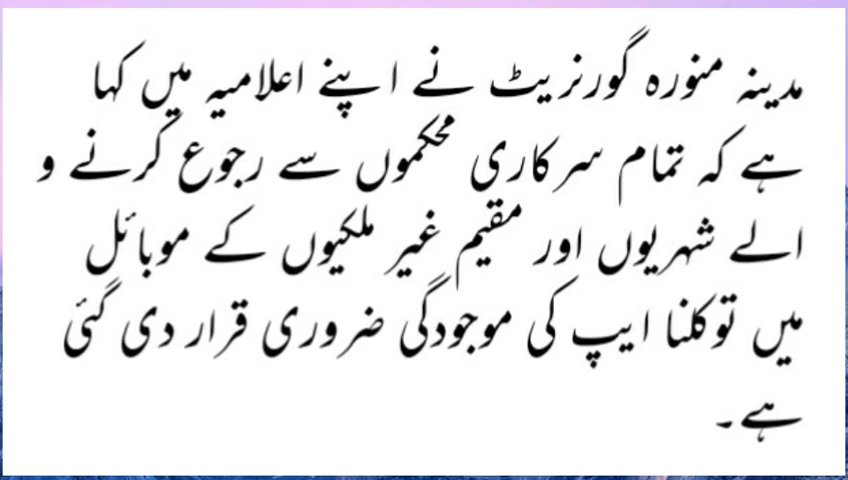 مدینہ منورہ گورنریٹ نے اپنے اعلامیہ میں کہا
ہے کہ تمام سرکاری محکموں سے رجوع کرنے و
الے شہریوں اور مقیم غیر ملکیوں کے موبائل
میں توکلنا ایپ کی موجودگی ضروری قرار دی گئی
ہے۔